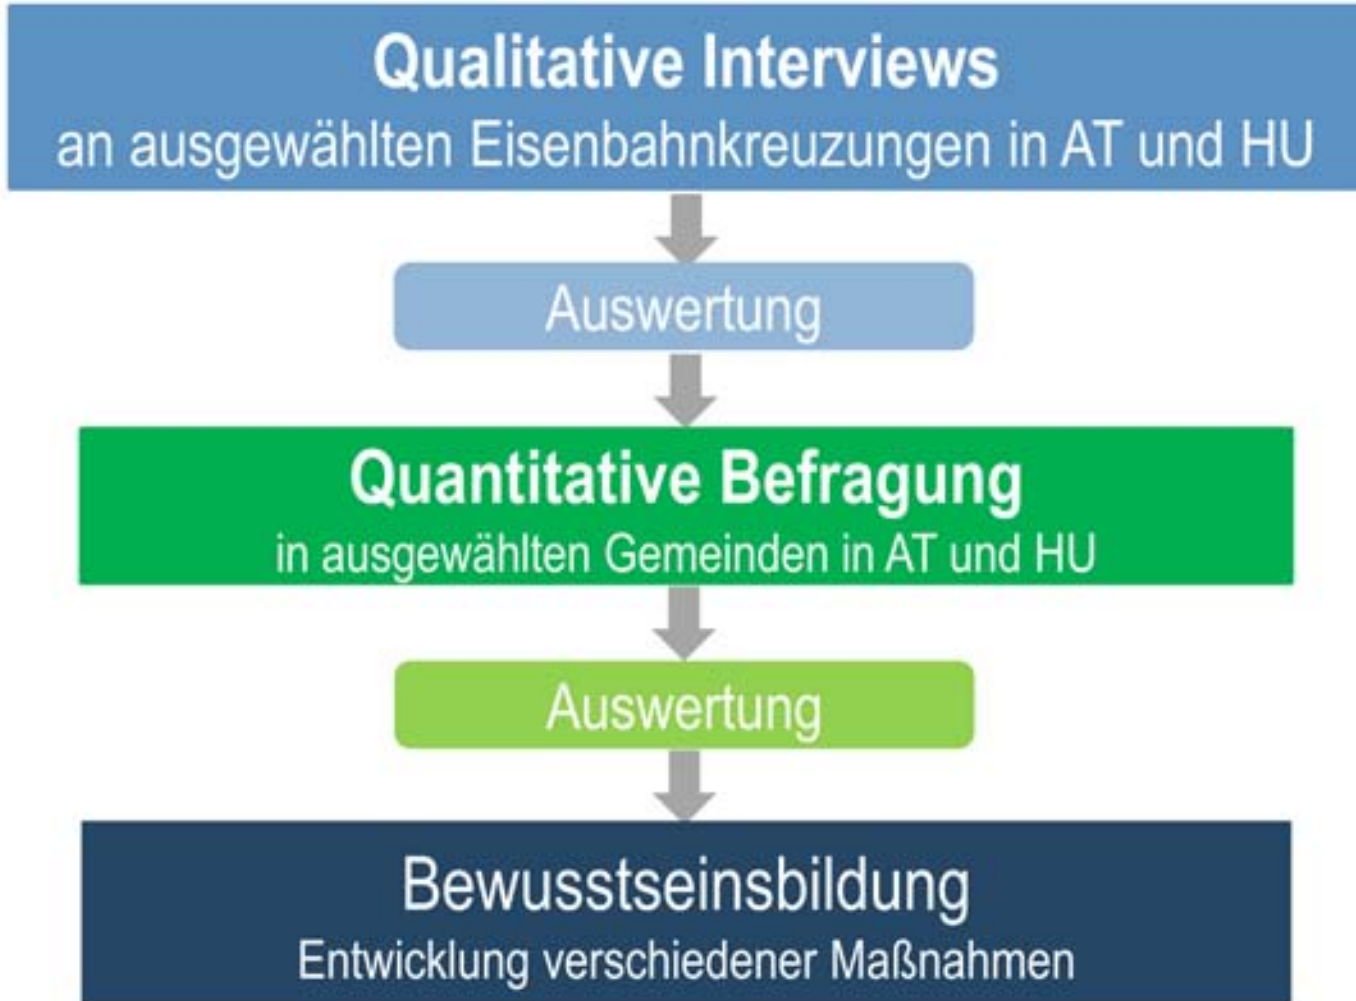 Qualitative Interviews
an ausgewählten Eisenbahnkreuzungen in AT und HU
Auswertung
Quantitative Befragung
in ausgewählten Gemeinden in AT und HU
Auswertung
Bewusstseinsbildung
Entwicklung verschiedener Maßnahmen